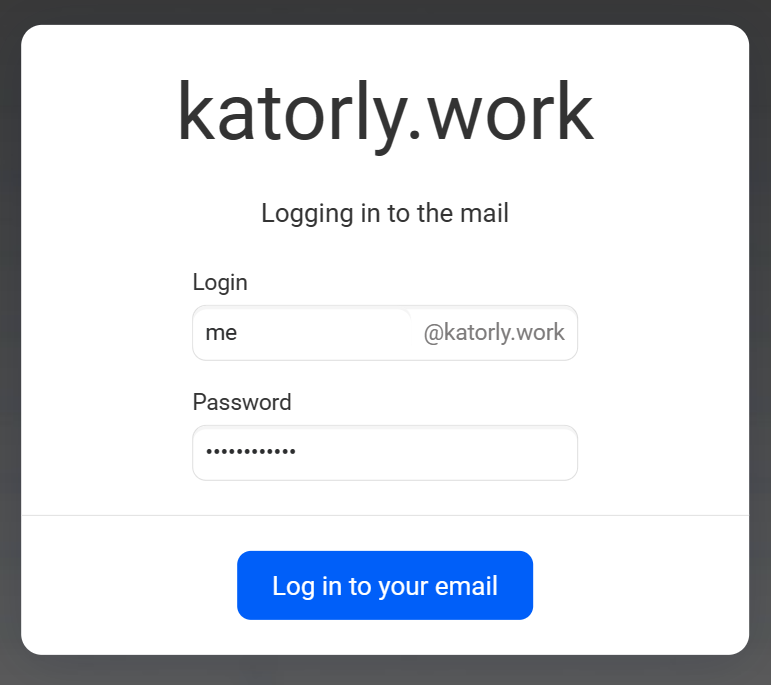 katorly.work
Logging in to the mail
Login
me @katorly.work
Password
••••••••••••
Log in to your email